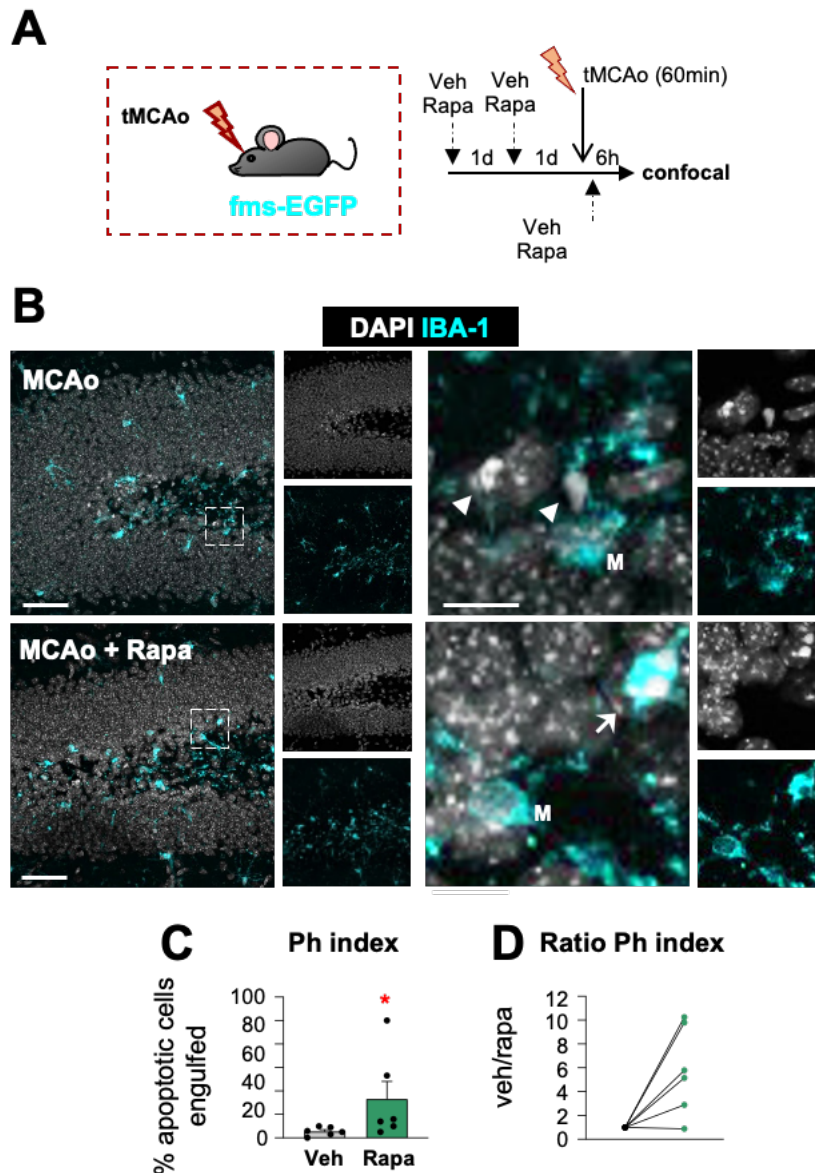 A
tMCAo
fms-EGFP
Veh
Rapa
Veh
Rapa
tMCAo (60min)
1d
1d
6h
confocal
Veh
Rapa
B
DAPI IBA-1
MCAo
M
MCAo + Rapa
M
C
Ph index
% apoptotic cells
engulfed
100
80
60
40
20
0
*
Veh
Rapa
D
Ratio Ph index
veh/rapa
12
10
8
6
4
2
0